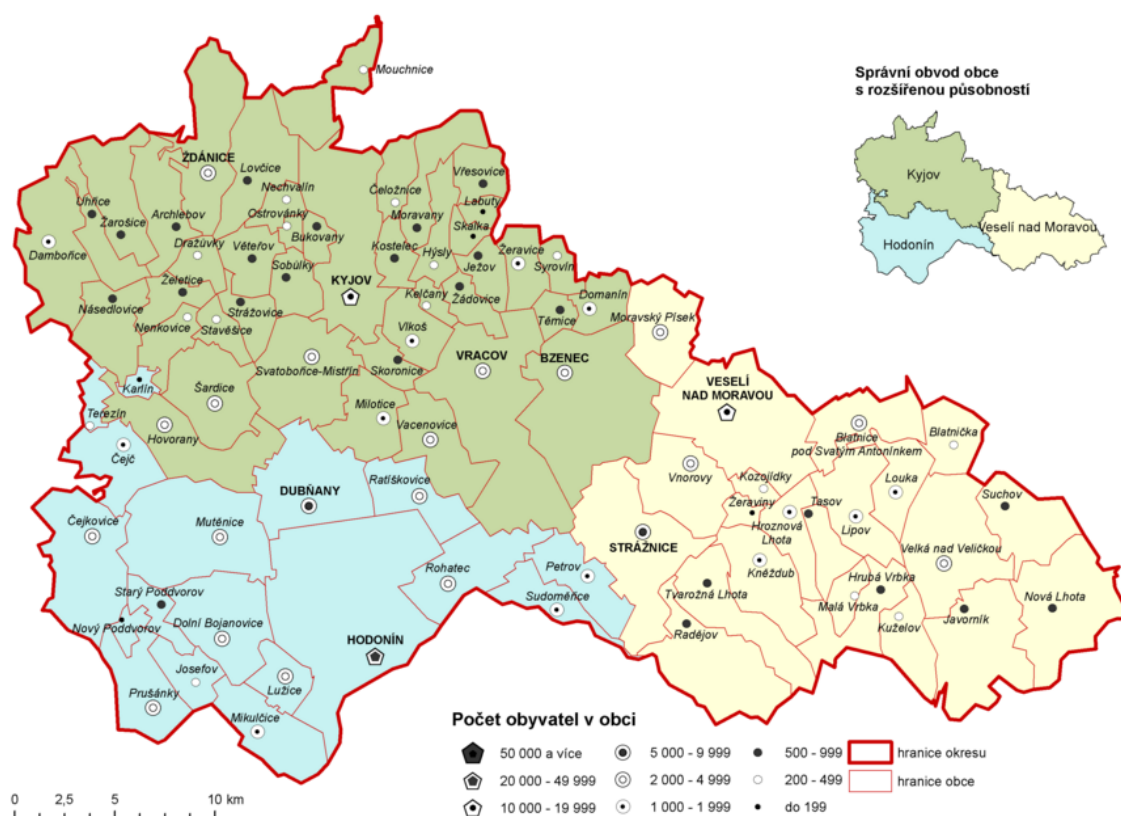 Mouchnice
Správní obvod obce
s rozšířenou působností
Kyjov
Veselí nad Moravou
Hodonín
ŽDÁNICE
Lovčice
Nechvalín
Čeložnice
Vřesovice
Uhřice
Žarošice
Archlebov
Ostrovánky
Moravany
Labuty
Skalka
Dambořice
Dražůvky
Věteřov
Bukovany
Kostelec
Hýsly
Ježov
Žeravice
Syrovín
Sobůlky
KYJOV
Želetice
Násedlovice
Strážovice
Kelčany
Žádovice
Domanín
Nenkovice
Stavěšice
Vlkoš
Těmice
Moravský Písek
Svatobořice-Mistřín
VRACOV
BZENEC
Skoronice
VESELÍ
NAD MORAVOU
Karlín
Šardice
Terezín
Milotice
Hovorany
Vacenovice
Čejč
Blatnice
pod Svatým Antonínkem
Blatnička
Vnorovy
Kozojídky
Louka
Ratíškovice
DUBŇANY
Žeraviny
Tasov
Suchov
Hroznová
Lhota
Lipov
Čejkovice
Mutěnice
STRÁŽNICE
Velká nad Veličkou
Petrov
Kněždub
Rohatec
Hrubá Vrbka
Starý Poddvorov
Sudoměřice
Tvarožná Lhota
Malá Vrbka
Nová Lhota
Nový Poddvorov
Dolní Bojanovice
Radějov
Kuželov
Javorník
HODONÍN
Josefov
Lužice
Prušánky
Mikulčice
Počet obyvatel v obci
50 000 a více
5 000 - 9 999
500 - 999
hranice okresu
20 000 - 49 999
2 000 - 4 999
200 - 499
hranice obce
10 000 - 19 999
1 000 - 1 999
do 199
0 2,5 5 10 km